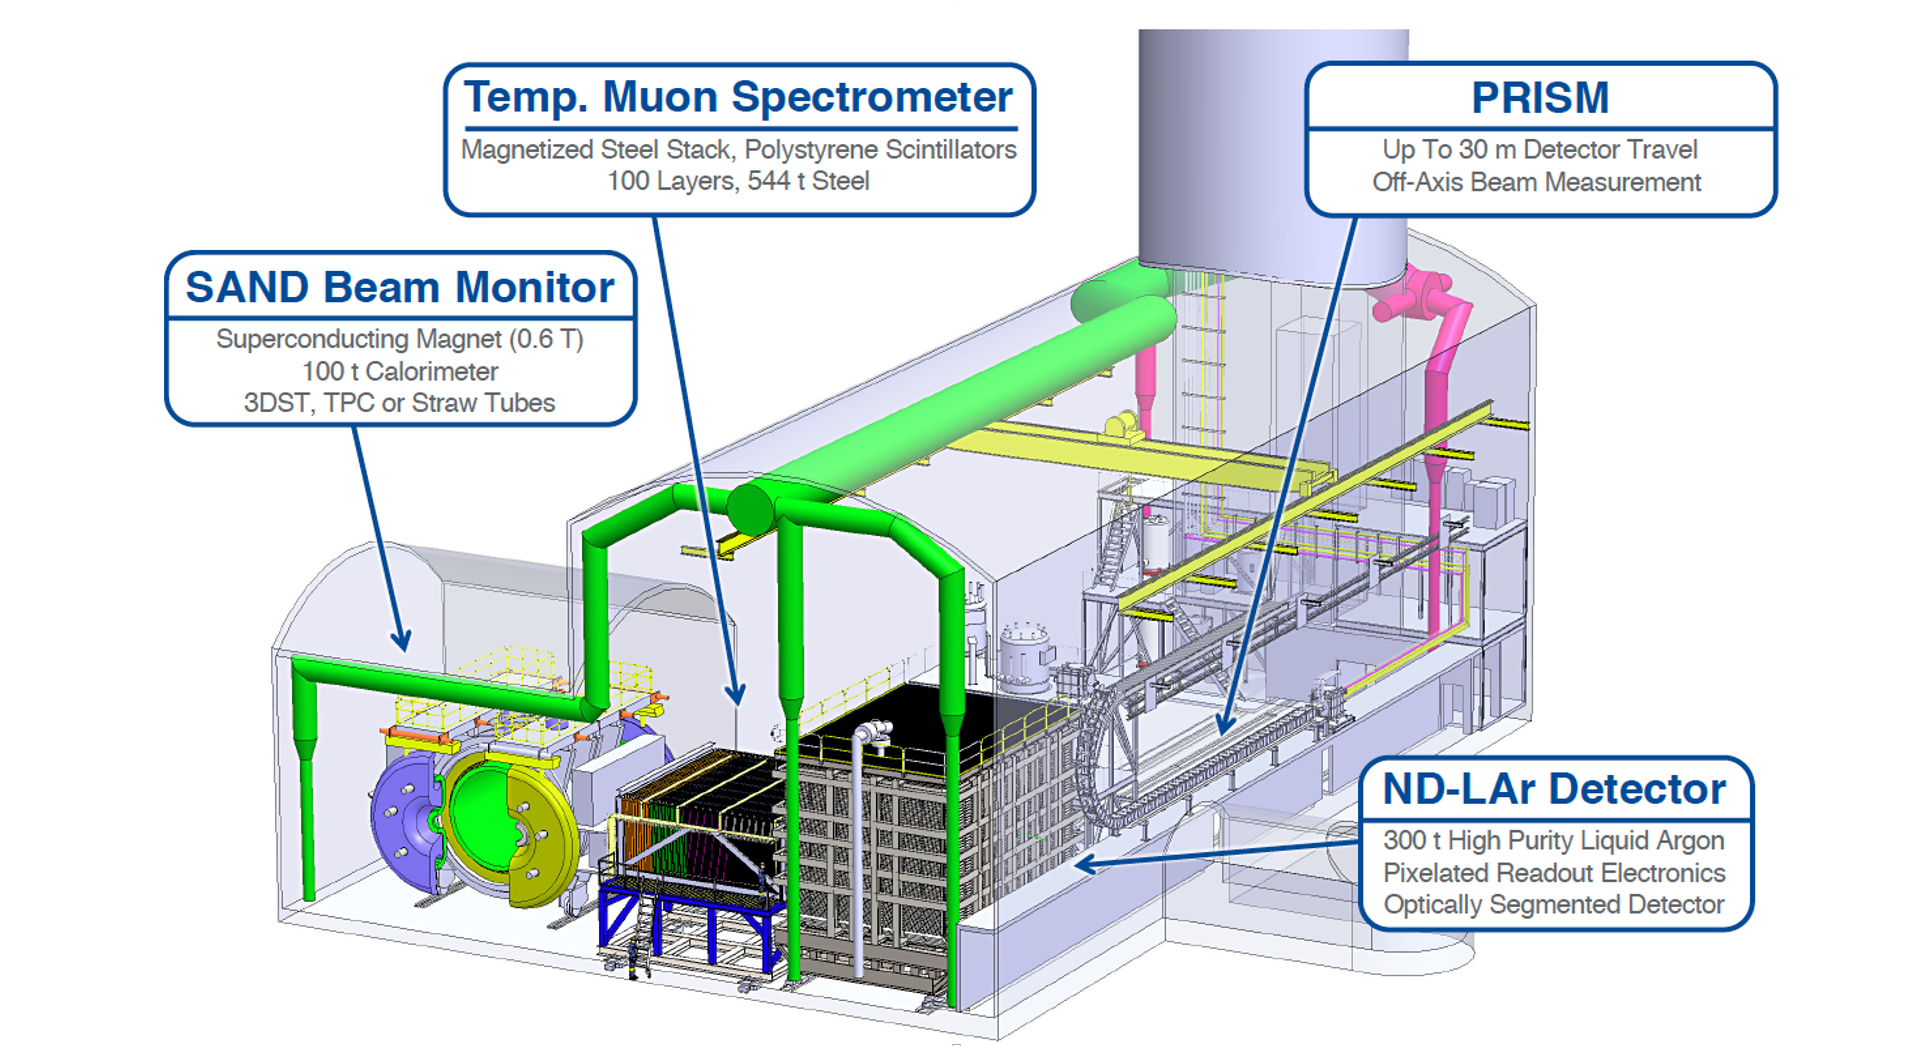 Temp. Muon Spectrometer
Magnetized Steel Stack, Polystyrene Scintillators
100 Layers, 544 t Steel
PRISM
Up To 30 m Detector Travel
Off-Axis Beam Measurement
SAND Beam Monitor
Superconducting Magnet (0.6 T)
100 t Calorimeter
3DST, TPC or Straw Tubes
ND-LAr Detector
300 t High Purity Liquid Argon
Pixelated Readout Electronics
Optically Segmented Detector